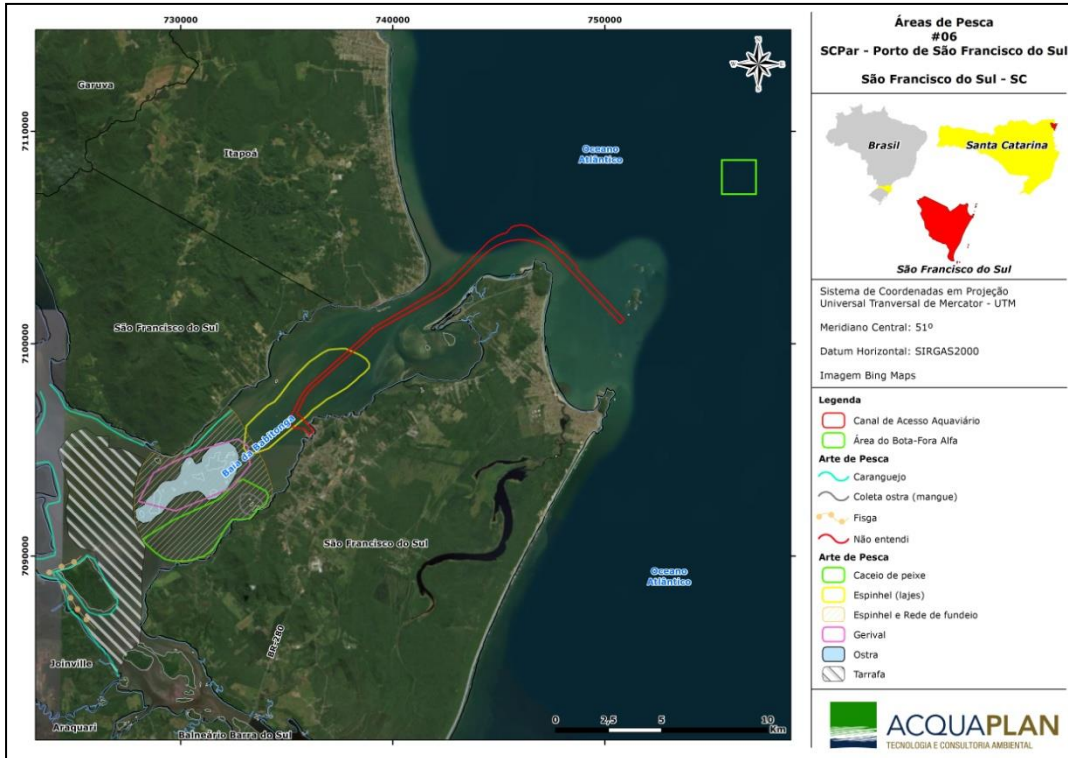 730000
740000
750000
7110000
7100000
7090000
Garuva
Itapoá
Oceano
Atlântico
São Francisco do Sul
Baia da Babitonga
São Francisco do Sul
Oceano
Atlântico
BR-280
Joinville
Araquari
Balneário Barra do Sul
N
0 2,5 5 10
Km
Áreas de Pesca
#06
SCPar - Porto de São Francisco do Sul
São Francisco do Sul - SC
Brasil
Santa Catarina
São Francisco do Sul
Sistema de Coordenadas em Projeção
Universal Tranversal de Mercator - UTM
Meridiano Central: 51º
Datum Horizontal: SIRGAS2000
Imagem Bing Maps
Legenda
Canal de Acesso Aquaviário
Área do Bota-Fora Alfa
Arte de Pesca
Caranguejo
Coleta ostra (mangue)
Fisga
Não entendi
Arte de Pesca
Caceio de peixe
Espinhel (lajes)
Espinhel e Rede de fundeio
Gerival
Ostra
Tarrafa
ACQUAPLAN
TECNOLOGIA E CONSULTORIA AMBIENTAL